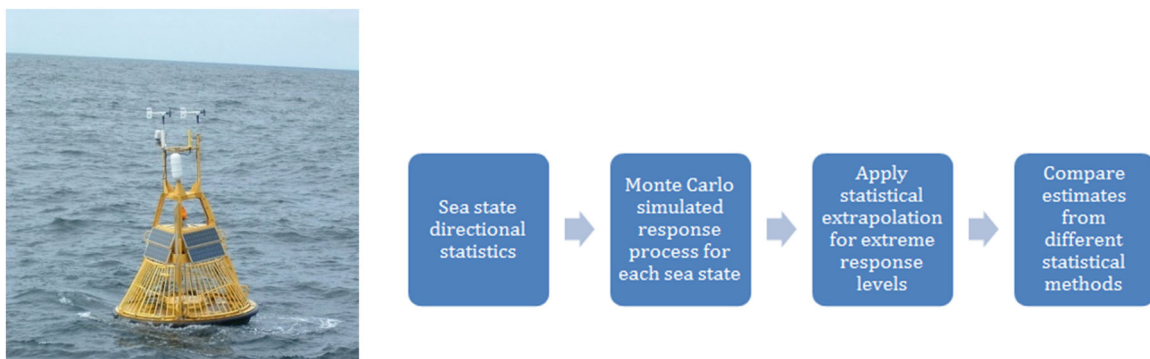 Sea state
directional
statistics
Monte Carlo
simulated
response
process for
each sea state
Apply
statistical
extrapolation
for extreme
response
levels
Compare
estimates
from
different
statistical
methods